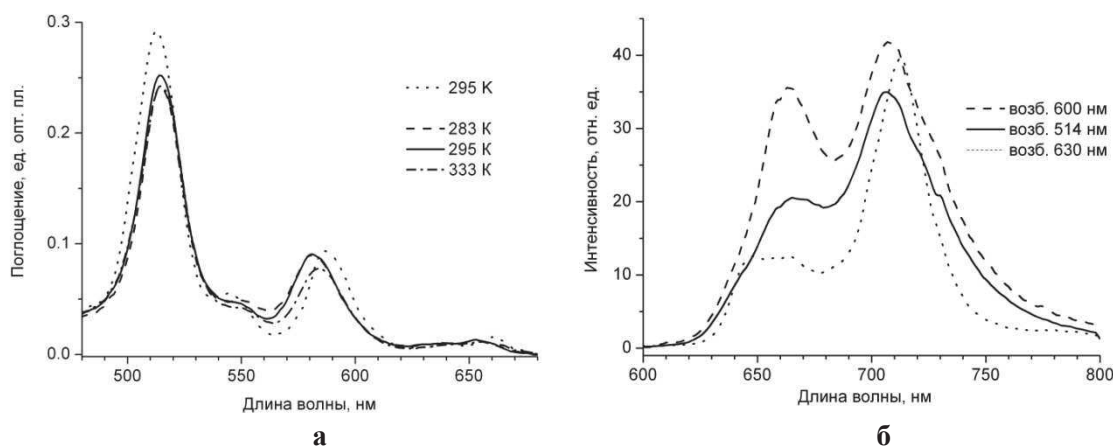 0.3
0.2
0.1
0.0
Поглощение, ед. опт. пл.
295 K
283 K
295 K
333 K
500
550
600
650
Длина волны, нм
а
40
30
20
10
0
Интенсивность, отн. ед.
возб. 600 нм
возб. 514 нм
возб. 630 нм
600
650
700
750
800
Длина волны, нм
б